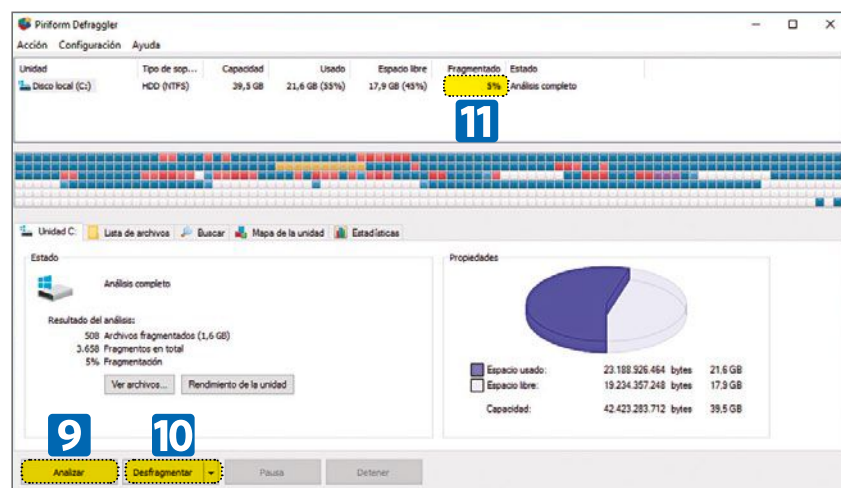 Piriform Defraggler
Acción Configuración Ayuda
Unidad Tipo de sop... Capacidad Usado Espacio libre Fragmentado Estado
Disco local (C:) HDD (NTFS) 39,5 GB 21,6 GB (55%) 17,9 GB (45%) 5% Análisis completo
11
Unidad C: Lista de archivos Buscar Mapa de la unidad Estadísticas
Estado Propiedades
Análisis completo
Resultado del análisis:
508 Archivos fragmentados (1,6 GB)
3.658 Fragmentos en total
5% Fragmentación
Ver archivos... Rendimiento de la unidad
Espacio usado: 23.188.926.464 bytes 21,6 GB
Espacio libre: 19.234.357.248 bytes 17,9 GB
Capacidad: 42.423.283.712 bytes 39,5 GB
9 10
Analizar Desfragmentar Pausa Detener